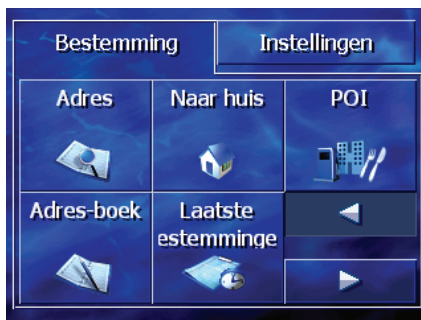 Bestemming
Instellingen
Adres
Naar huis
POI
Adres-boek
Laatste
estemminge